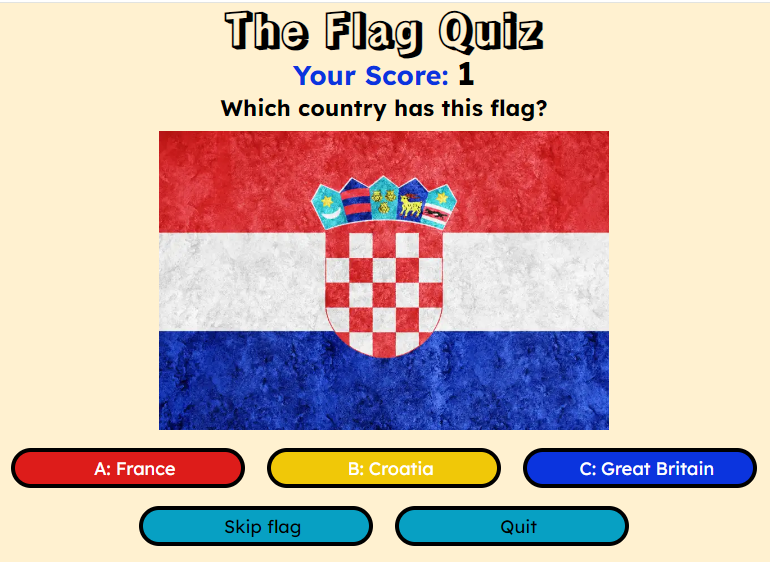 The Flag Quiz
Your Score: 1
Which country has this flag?
A: France
B: Croatia
C: Great Britain
Skip flag
Quit